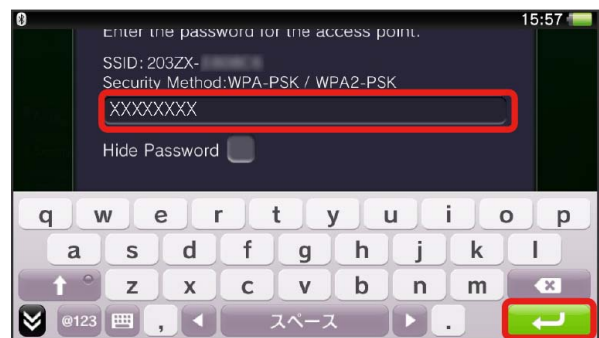 15:57
Enter the password for the access point.
SSID: 203ZX-
Security Method:WPA-PSK / WPA2-PSK
XXXXXXXX
Hide Password
q w e r t y u i o p
a s d f g h j k l
z x c v b n m
@123 , スペース .